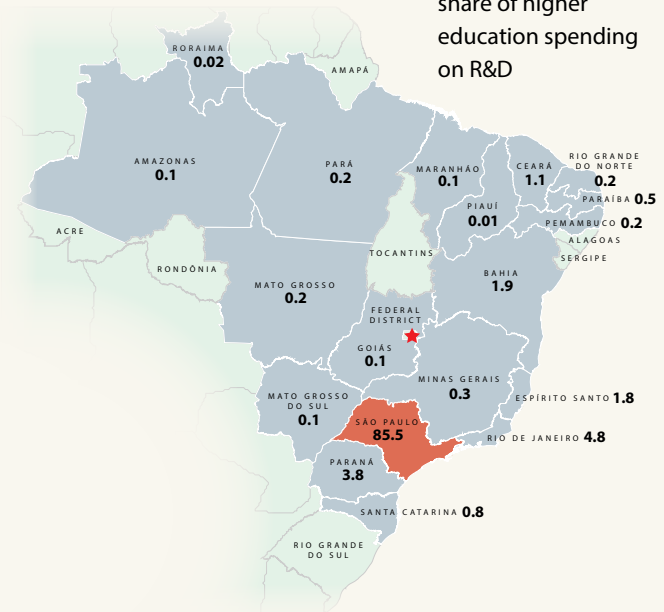 share of higher
education spending
on R&D
RORAIMA
0.02
AMAPÁ
AMAZONAS
0.1
PARÁ
0.2
MARANHÃO
0.1
PIAUÍ
0.01
CEARÁ
1.1
RIO GRANDE
DO NORTE
0.2
PARAÍBA 0.5
PEMAMBUCO 0.2
ALAGOAS
SERGIPE
ACRE
RONDÔNIA
TOCANTINS
MATO GROSSO
0.2
BAHIA
1.9
FEDERAL
DISTRICT
GOIÁS
0.1
MINAS GERAIS
0.3
ESPÍRITO SANTO 1.8
MATO GROSSO
DO SUL
0.1
SÃO PAULO
85.5
RIO DE JANEIRO 4.8
PARANÁ
3.8
SANTA CATARINA 0.8
RIO GRANDE
DO SUL